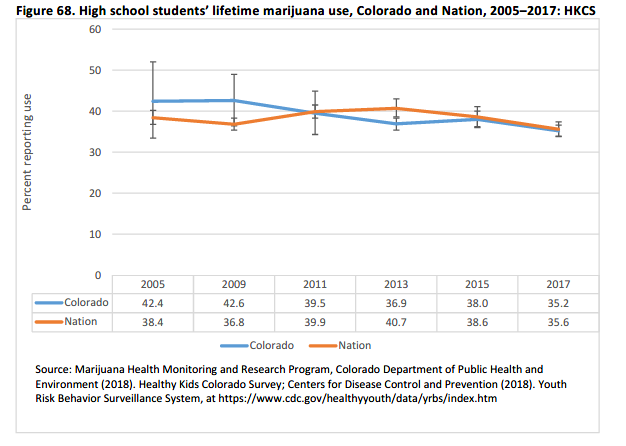 Figure 68. High school students’ lifetime marijuana use, Colorado and Nation, 2005–2017: HKCS
60
50
40
30
20
10
0
Percent reporting use
2005 2009 2011 2013 2015 2017
Colorado 42.4 42.6 39.5 36.9 38.0 35.2
Nation 38.4 36.8 39.9 40.7 38.6 35.6
Colorado Nation
Source: Marijuana Health Monitoring and Research Program, Colorado Department of Public Health and
Environment (2018). Healthy Kids Colorado Survey; Centers for Disease Control and Prevention (2018). Youth
Risk Behavior Surveillance System, at https://www.cdc.gov/healthyyouth/data/yrbs/index.htm